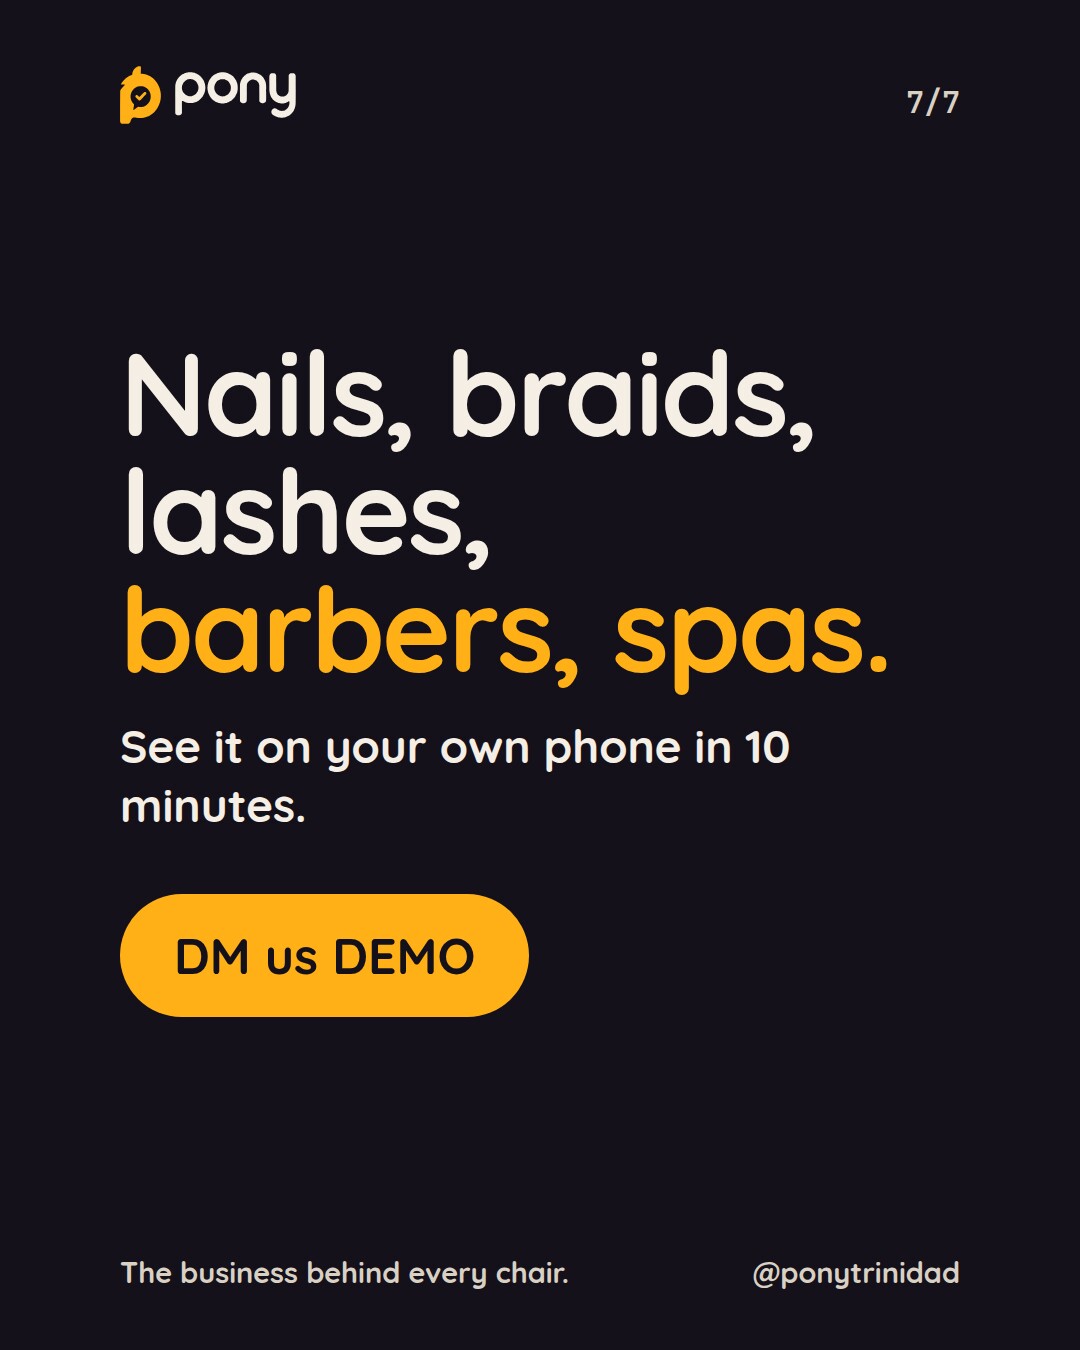 pony
7/7
Nails, braids,
lashes,
barbers, spas.
See it on your own phone in 10
minutes.
DM us DEMO
The business behind every chair.
@ponytrinidad